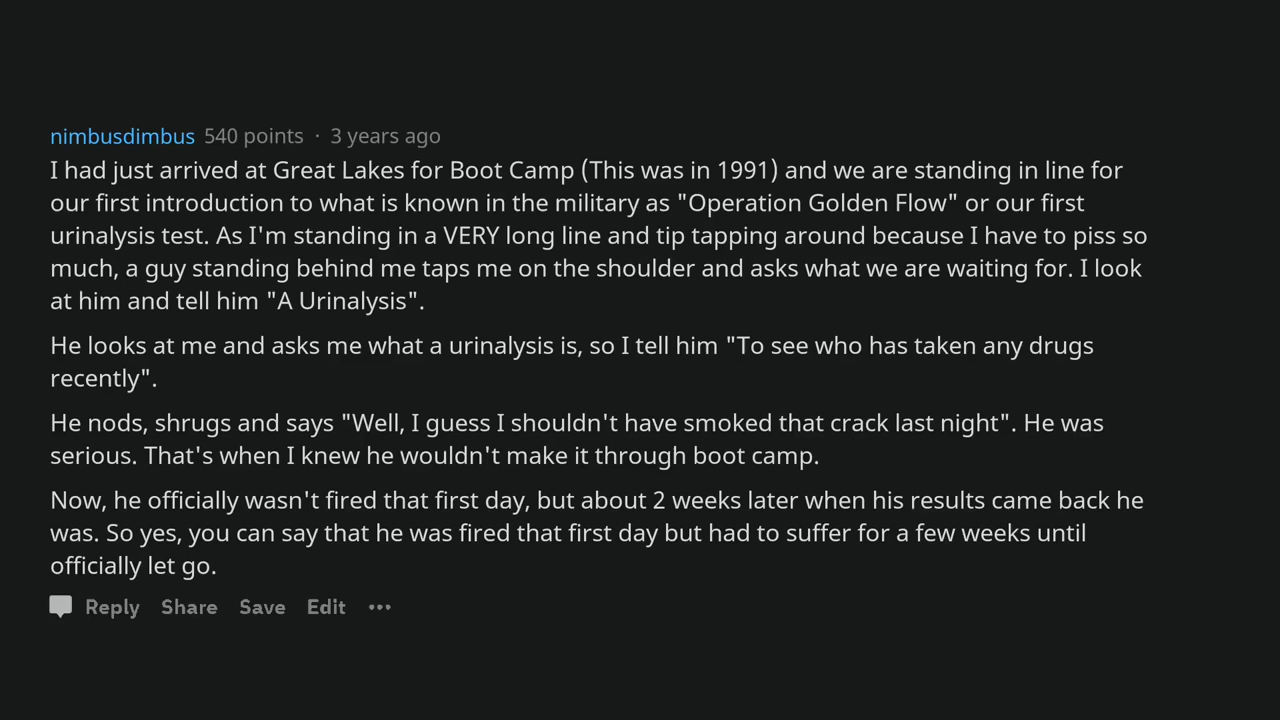 nimbusdimbus 540 points · 3 years ago
I had just arrived at Great Lakes for Boot Camp (This was in 1991) and we are standing in line for
our first introduction to what is known in the military as "Operation Golden Flow" or our first
urinalysis test. As I'm standing in a VERY long line and tip tapping around because I have to piss so
much, a guy standing behind me taps me on the shoulder and asks what we are waiting for. I look
at him and tell him "A Urinalysis".
He looks at me and asks me what a urinalysis is, so I tell him "To see who has taken any drugs
recently".
He nods, shrugs and says "Well, I guess I shouldn't have smoked that crack last night". He was
serious. That's when I knew he wouldn't make it through boot camp.
Now, he officially wasn't fired that first day, but about 2 weeks later when his results came back he
was. So yes, you can say that he was fired that first day but had to suffer for a few weeks until
officially let go.
Reply Share Save Edit •••